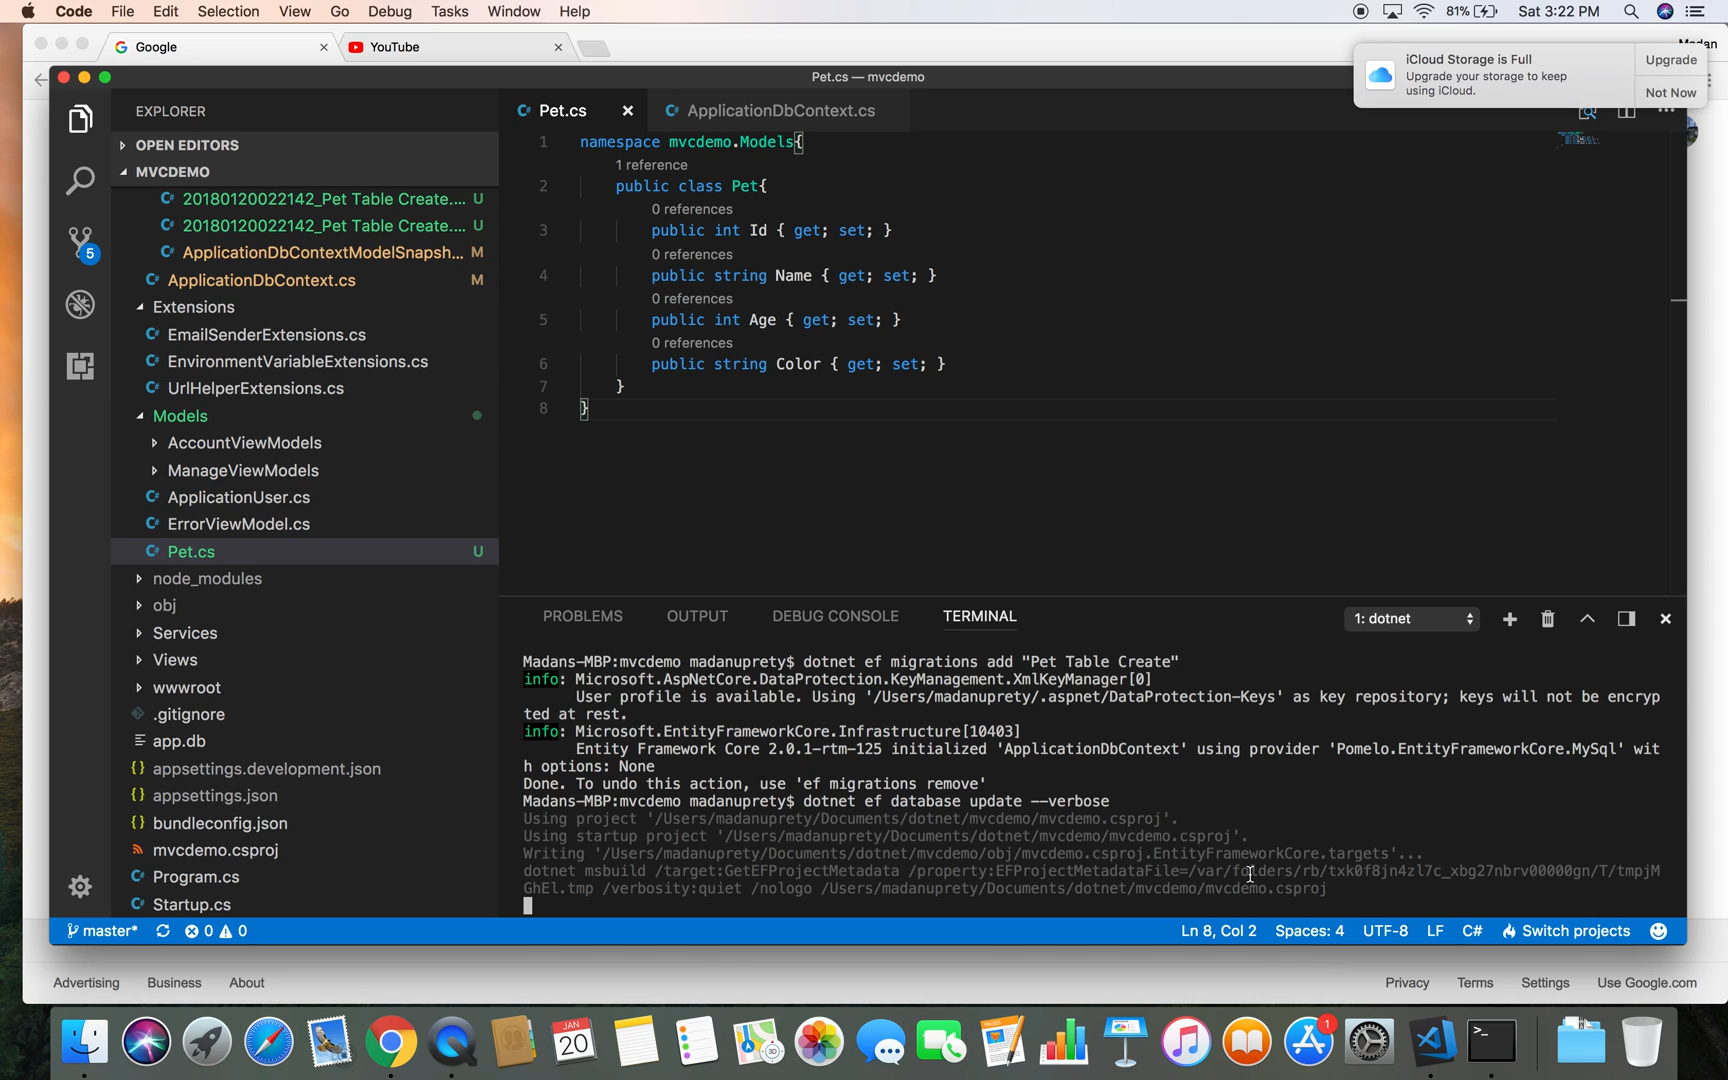 Code File Edit Selection View Go Debug Tasks Window Help
81% Sat 3:22 PM
Google
YouTube
Madan
iCloud Storage is Full
Upgrade your storage to keep
using iCloud.
Upgrade
Not Now
Pet.cs — mvcdemo
EXPLORER
OPEN EDITORS
MVCDEMO
20180120022142_Pet Table Create.... U
20180120022142_Pet Table Create.... U
ApplicationDbContextModelSnapsh... M
ApplicationDbContext.cs M
Extensions
EmailSenderExtensions.cs
EnvironmentVariableExtensions.cs
UrlHelperExtensions.cs
Models
AccountViewModels
ManageViewModels
ApplicationUser.cs
ErrorViewModel.cs
Pet.cs U
node_modules
obj
Services
Views
wwwroot
.gitignore
app.db
appsettings.development.json
appsettings.json
bundleconfig.json
mvcdemo.csproj
Program.cs
Startup.cs
5
Pet.cs
ApplicationDbContext.cs
1 namespace mvcdemo.Models{
1 reference
2 public class Pet{
0 references
3 public int Id { get; set; }
0 references
4 public string Name { get; set; }
0 references
5 public int Age { get; set; }
0 references
6 public string Color { get; set; }
7 }
8 }
PROBLEMS OUTPUT DEBUG CONSOLE TERMINAL
1: dotnet
Madans-MBP:mvcdemo madanuprety$ dotnet ef migrations add "Pet Table Create"
info: Microsoft.AspNetCore.DataProtection.KeyManagement.XmlKeyManager[0]
User profile is available. Using '/Users/madanuprety/.aspnet/DataProtection-Keys' as key repository; keys will not be encryp
ted at rest.
info: Microsoft.EntityFrameworkCore.Infrastructure[10403]
Entity Framework Core 2.0.1-rtm-125 initialized 'ApplicationDbContext' using provider 'Pomelo.EntityFrameworkCore.MySql' wit
h options: None
Done. To undo this action, use 'ef migrations remove'
Madans-MBP:mvcdemo madanuprety$ dotnet ef database update --verbose
Using project '/Users/madanuprety/Documents/dotnet/mvcdemo/mvcdemo.csproj'.
Using startup project '/Users/madanuprety/Documents/dotnet/mvcdemo/mvcdemo.csproj'.
Writing '/Users/madanuprety/Documents/dotnet/mvcdemo/obj/mvcdemo.csproj.EntityFrameworkCore.targets'...
dotnet msbuild /target:GetEFProjectMetadata /property:EFProjectMetadataFile=/var/folders/rb/txk0f8jn4zl7c_xbg27nbrv00000gn/T/tmpjM
GhEl.tmp /verbosity:quiet /nologo /Users/madanuprety/Documents/dotnet/mvcdemo/mvcdemo.csproj
master* 0 0
Ln 8, Col 2 Spaces: 4 UTF-8 LF C# Switch projects
Advertising Business About
Privacy Terms Settings Use Google.com
JAN
20
PAGES
3D
1
>_